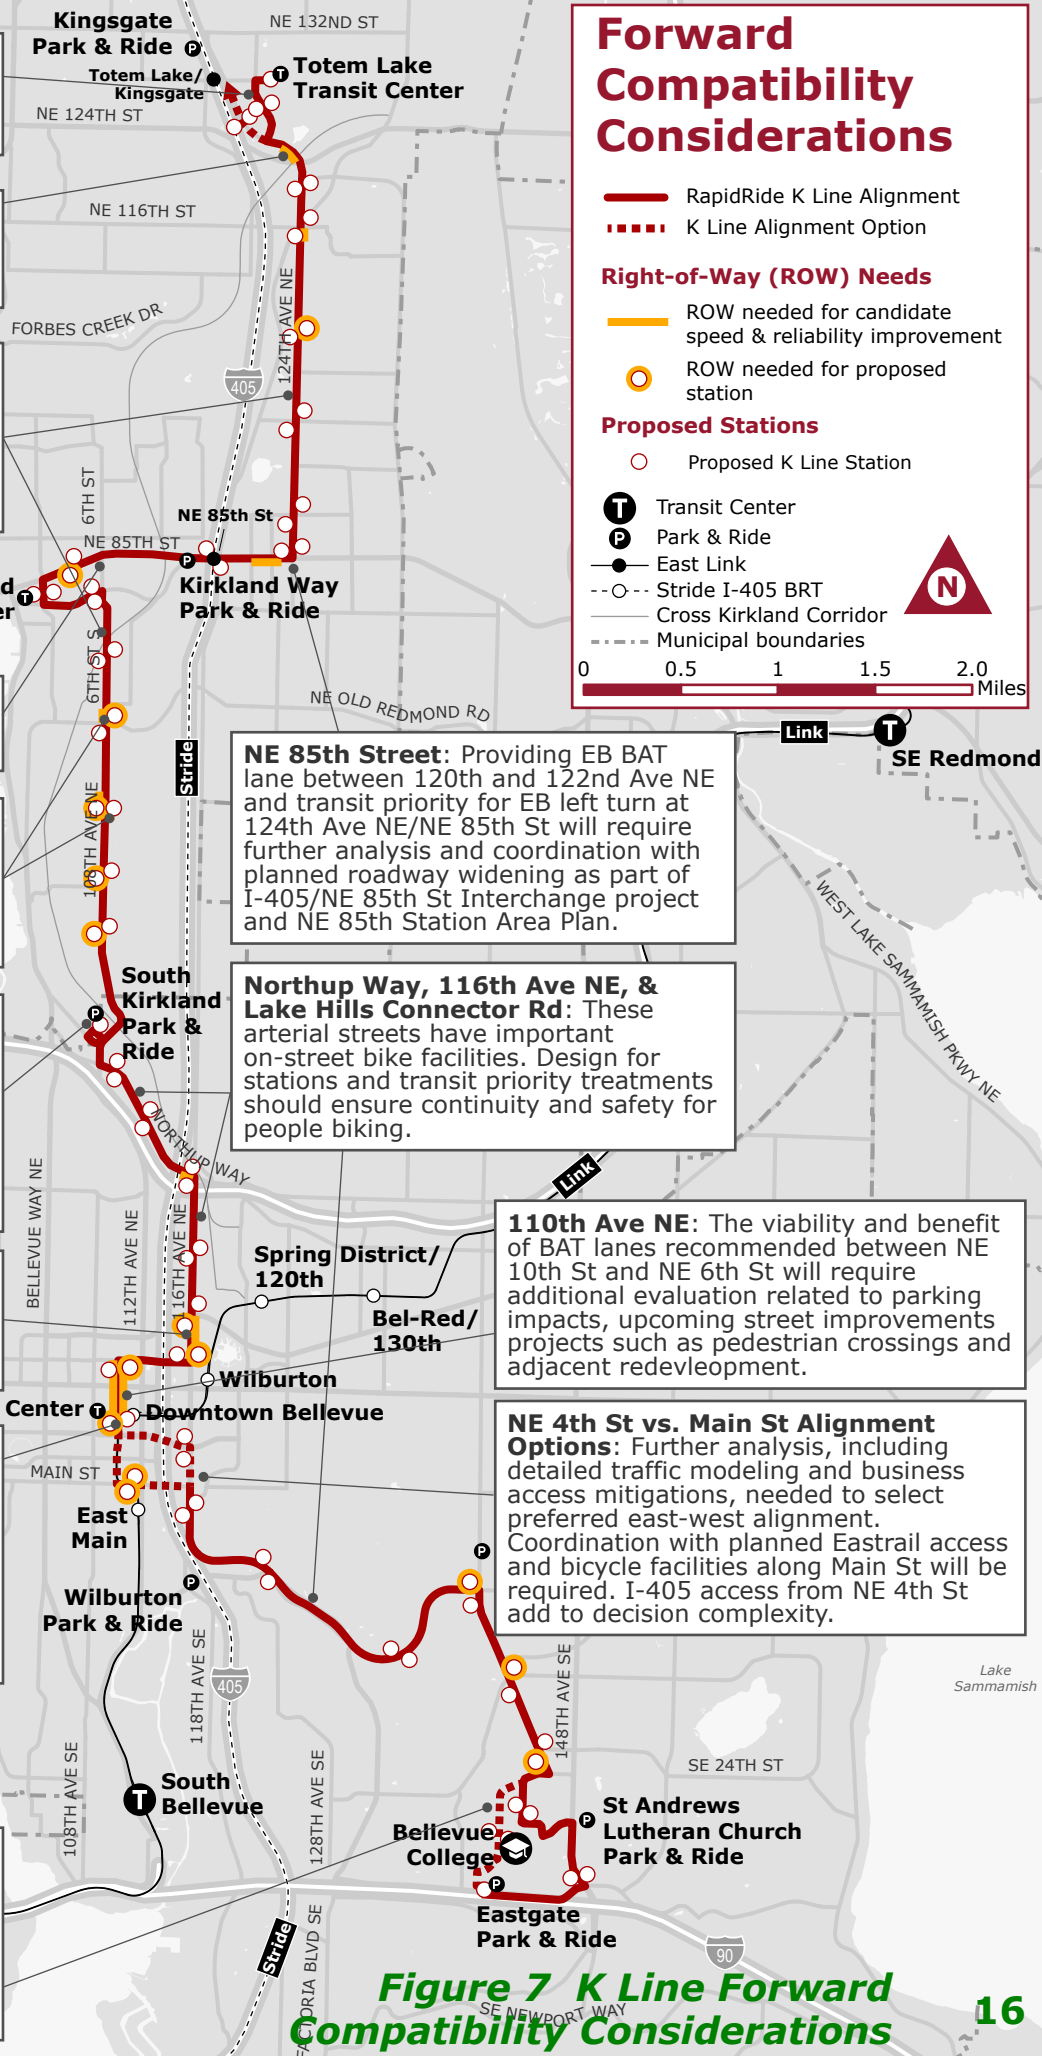 Kingsgate
Park & Ride
P
NE 132ND ST
Totem Lake/
Kingsgate
T
Totem Lake
Transit Center
NE 124TH ST
NE 116TH ST
FORBES CREEK DR
124TH AVE NE
405
6TH ST
NE 85th St
NE 85TH ST
P
Kirkland Way
Park & Ride
d
er
T
6TH ST S
NE OLD REDMOND RD
Stride
108TH AVE NE
Forward
Compatibility
Considerations
RapidRide K Line Alignment
K Line Alignment Option
Right-of-Way (ROW) Needs
ROW needed for candidate
speed & reliability improvement
ROW needed for proposed
station
Proposed Stations
Proposed K Line Station
T Transit Center
P Park & Ride
East Link
Stride I-405 BRT
Cross Kirkland Corridor
Municipal boundaries
N
0 0.5 1 1.5 2.0
Miles
Link
T
SE Redmond
NE 85th Street: Providing EB BAT
lane between 120th and 122nd Ave NE
and transit priority for EB left turn at
124th Ave NE/NE 85th St will require
further analysis and coordination with
planned roadway widening as part of
I-405/NE 85th St Interchange project
and NE 85th Station Area Plan.
WEST LAKE SAMMAMISH PKWY NE
South
Kirkland
Park &
Ride
P
Northup Way, 116th Ave NE, &
Lake Hills Connector Rd: These
arterial streets have important
on-street bike facilities. Design for
stations and transit priority treatments
should ensure continuity and safety for
people biking.
NORTHUP WAY
Link
BELLEVUE WAY NE
112TH AVE NE
116TH AVE NE
Spring District/
120th
Bel-Red/
130th
Wilburton
110th Ave NE: The viability and benefit
of BAT lanes recommended between NE
10th St and NE 6th St will require
additional evaluation related to parking
impacts, upcoming street improvements
projects such as pedestrian crossings and
adjacent redevleopment.
Center T
Downtown Bellevue
MAIN ST
East
Main
NE 4th St vs. Main St Alignment
Options: Further analysis, including
detailed traffic modeling and business
access mitigations, needed to select
preferred east-west alignment.
Coordination with planned Eastrail access
and bicycle facilities along Main St will be
required. I-405 access from NE 4th St
add to decision complexity.
P
P
Wilburton
Park & Ride
118TH AVE SE
405
148TH AVE SE
Lake
Sammamish
108TH AVE SE
T
South
Bellevue
128TH AVE SE
SE 24TH ST
Bellevue
College
P
St Andrews
Lutheran Church
Park & Ride
P
Eastgate
Park & Ride
Stride
FACTORIA BLVD SE
90
SE NEWPORT WAY
Figure 7 K Line Forward
Compatibility Considerations
16